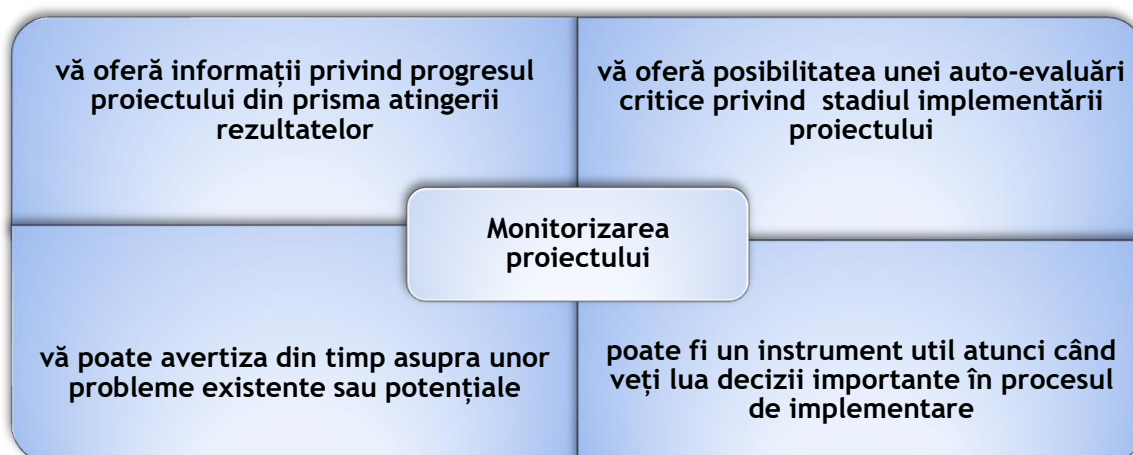 vă oferă informații privind progresul
proiectului din prisma atingerii
rezultatelor
vă oferă posibilitatea unei auto-evaluări
critice privind stadiul implementării
proiectului
Monitorizarea
proiectului
vă poate avertiza din timp asupra unor
probleme existente sau potențiale
poate fi un instrument util atunci când
veți lua decizii importante în procesul
de implementare